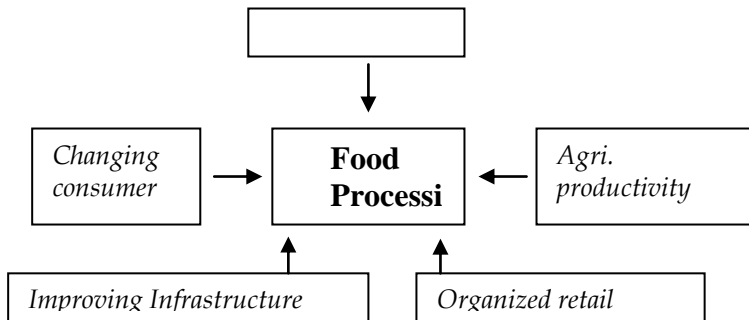 Changing
consumer
Food
Processi
Agri.
productivity
Improving Infrastructure
Organized retail